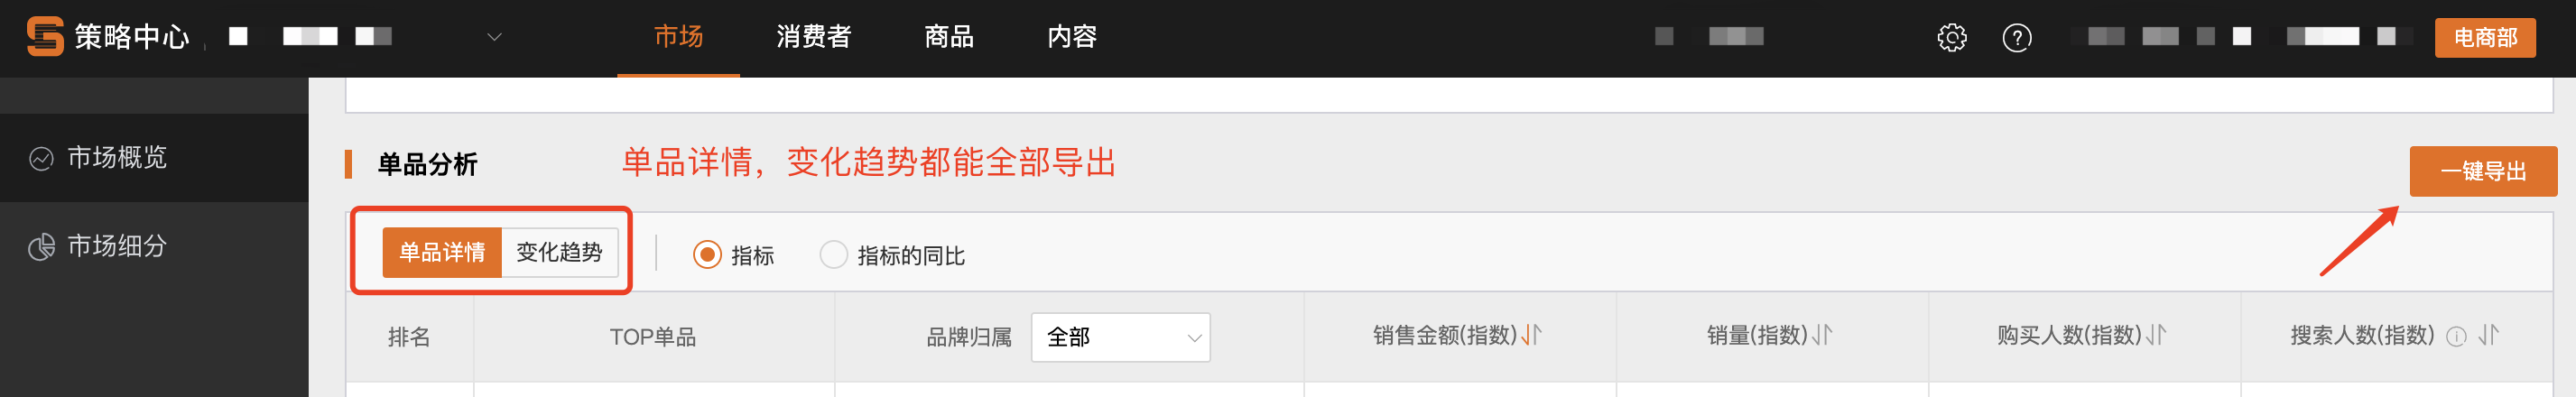 策略中心
市场 消费者 商品 内容
电商部
市场概览
市场细分
单品分析 单品详情，变化趋势都能全部导出
一键导出
单品详情 变化趋势 指标 指标的同比
排名 TOP单品 品牌归属 全部 销售金额(指数) 销量(指数) 购买人数(指数) 搜索人数(指数)